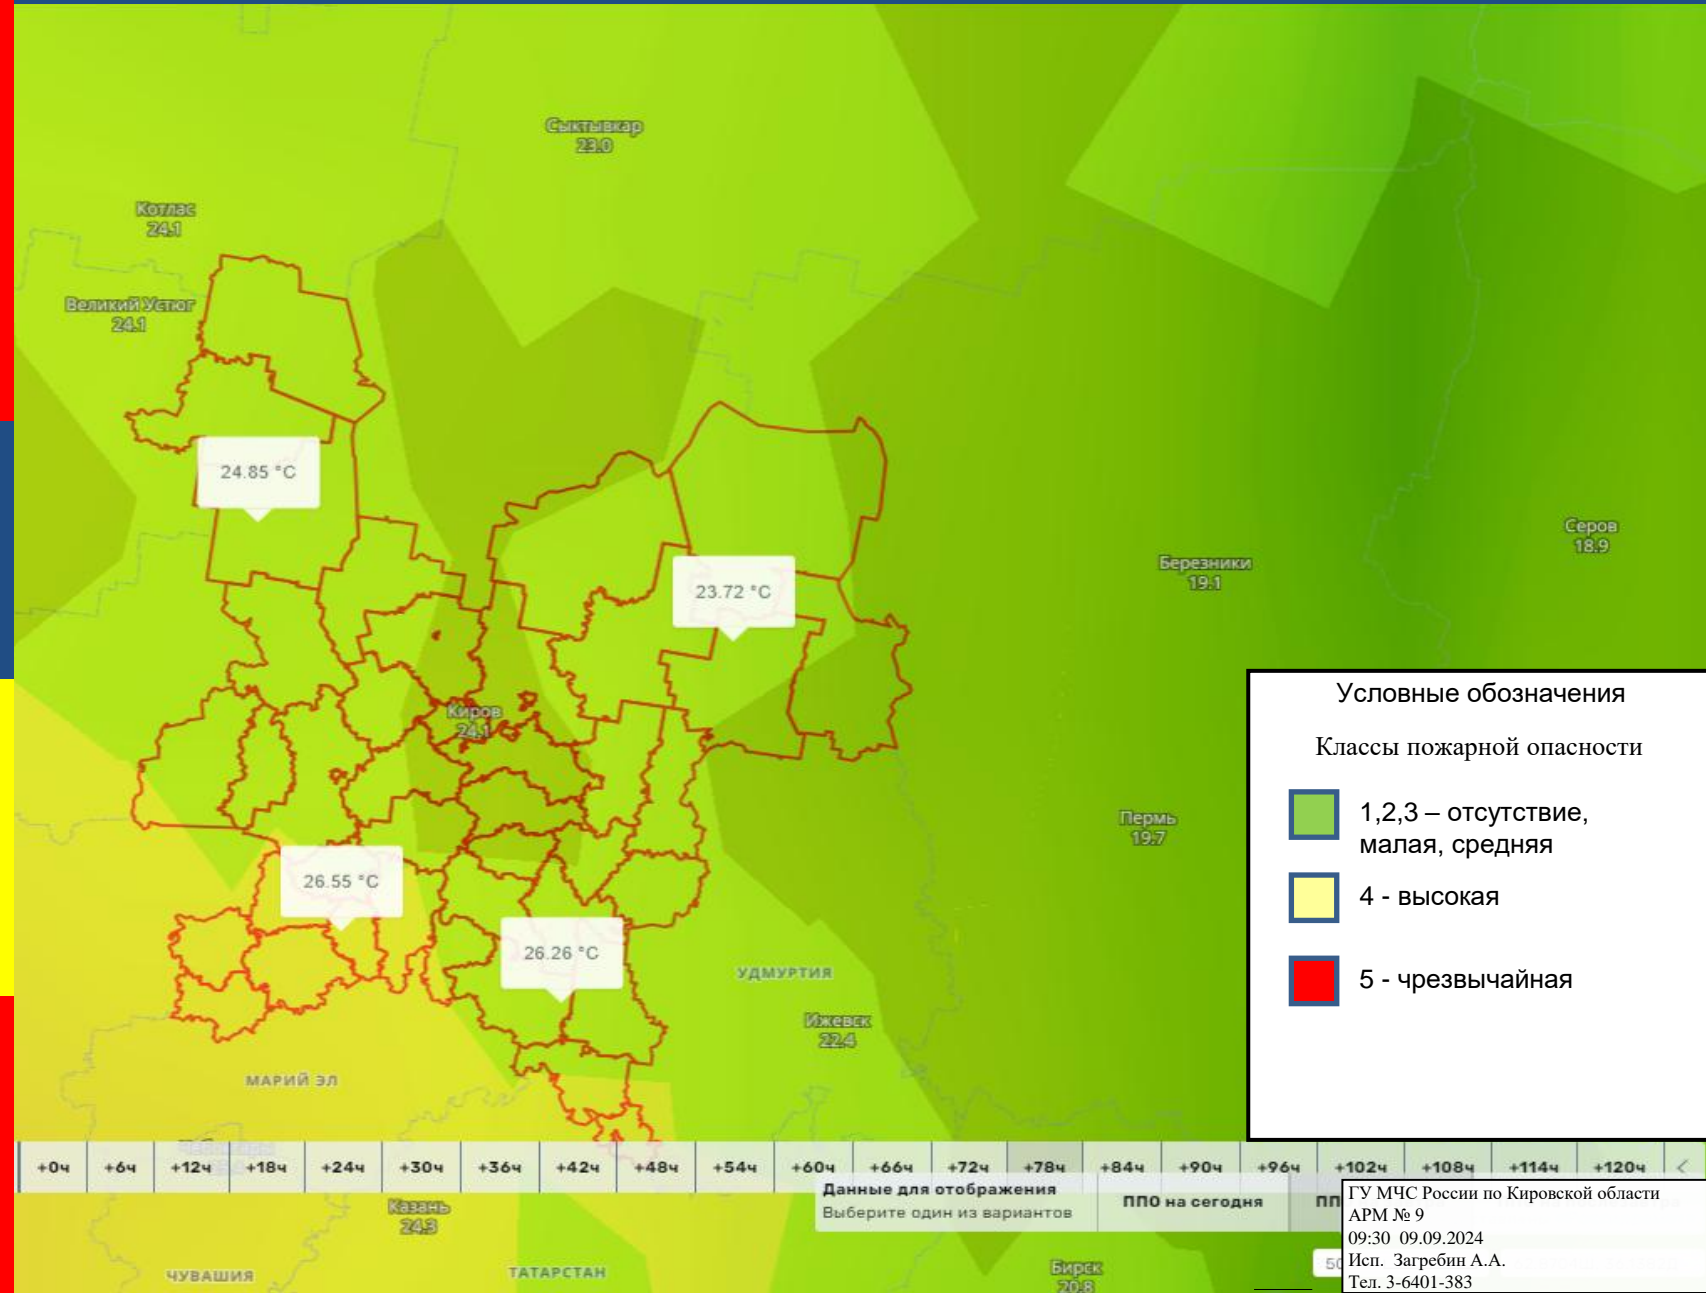 Сыктывкар
23.0
Котлас
24.1
Великий Устюг
24.1
24.85 °C
23.72 °C
Серов
18.9
Березники
19.1
Киров
24.1
Пермь
19.7
26.55 °C
26.26 °C
УДМУРТИЯ
Ижевск
22.4
МАРИЙ ЭЛ
Условные обозначения
Классы пожарной опасности
1,2,3 – отсутствие,
малая, средняя
4 - высокая
5 - чрезвычайная
+0ч +6ч +12ч +18ч +24ч +30ч +36ч +42ч +48ч +54ч +60ч +66ч +72ч +78ч +84ч +90ч +96ч +102ч +108ч +114ч +120ч
Данные для отображения
Выберите один из вариантов
ППО на сегодня
ПП
Казань
24.3
ЧУВАШИЯ
ТАТАРСТАН
Бирск
20.8
50
ГУ МЧС России по Кировской области
АРМ № 9
09:30 09.09.2024
Исп. Загребин А.А.
Тел. 3-6401-383